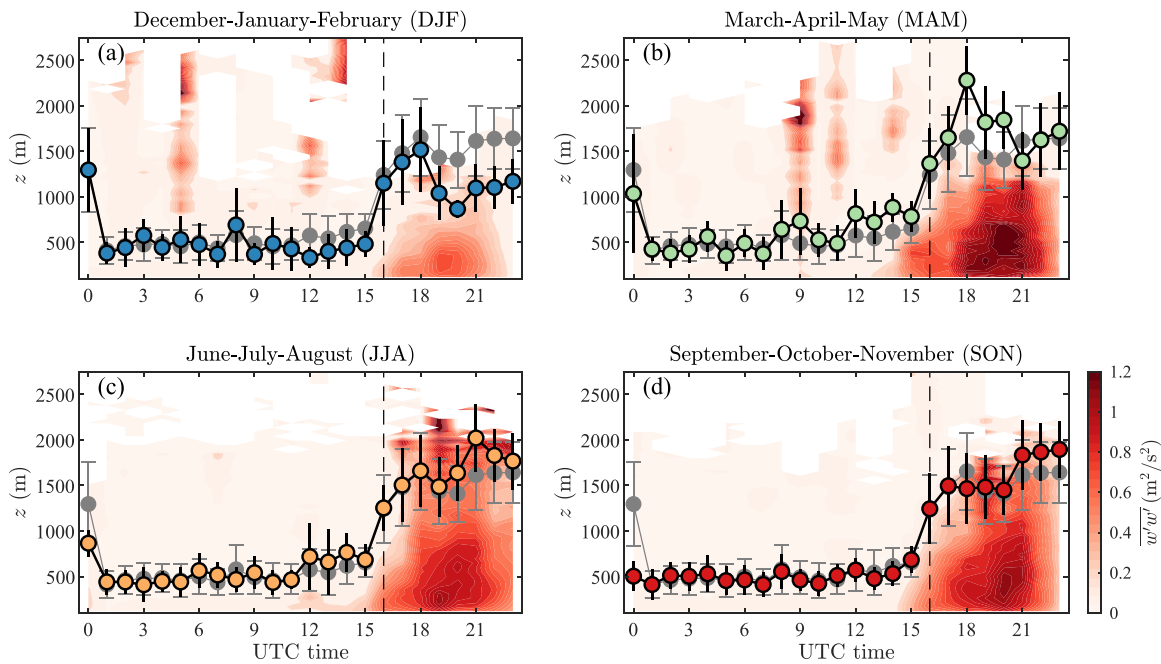 December-January-February (DJF)
March-April-May (MAM)
(a)
(b)
2500
2000
1500
1000
500
z (m)
0 3 6 9 12 15 18 21
2500
2000
1500
1000
500
z (m)
0 3 6 9 12 15 18 21
June-July-August (JJA)
September-October-November (SON)
(c)
(d)
2500
2000
1500
1000
500
z (m)
0 3 6 9 12 15 18 21
UTC time
2500
2000
1500
1000
500
z (m)
0 3 6 9 12 15 18 21
UTC time
1.2
1
0.8
0.6
0.4
0.2
0
w′w′ (m²/s²)